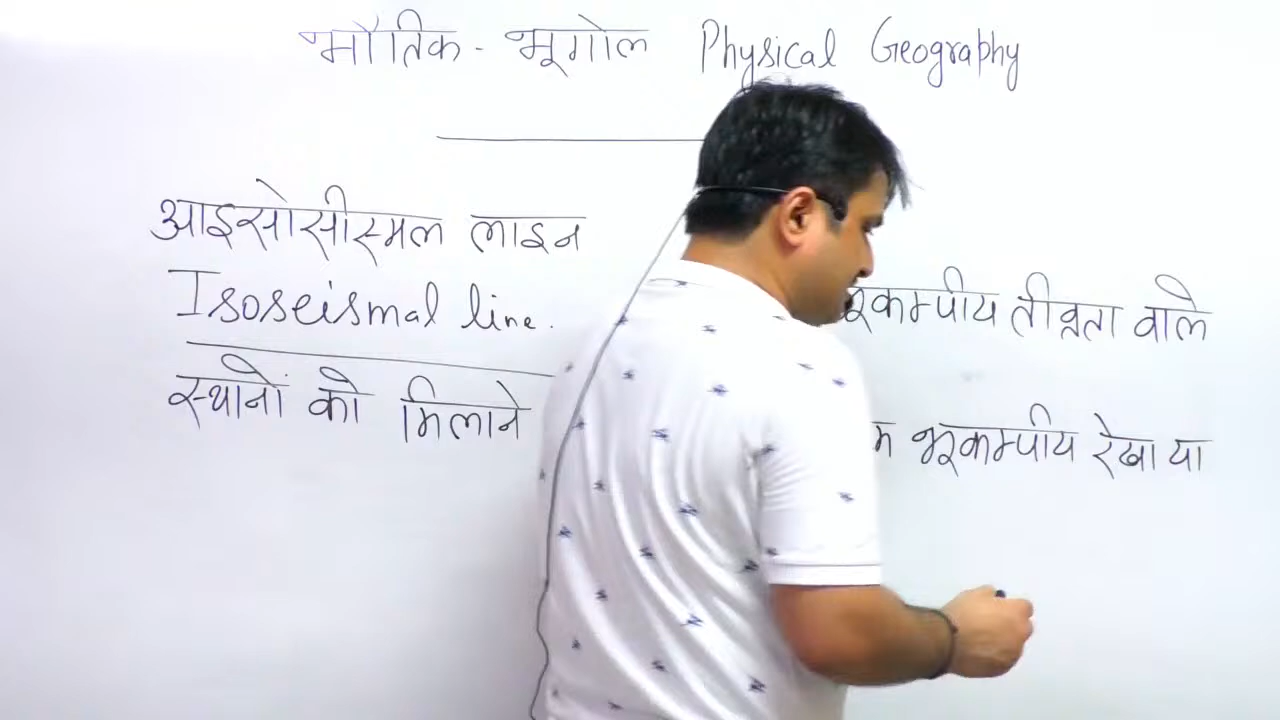 भौतिक - भूगोल Physical Geography
आइसोसीस्मल लाइन
Isoseismal line.
भूकम्पीय तीव्रता वाले
स्थानों को मिलाने
भूकम्पीय रेखा या